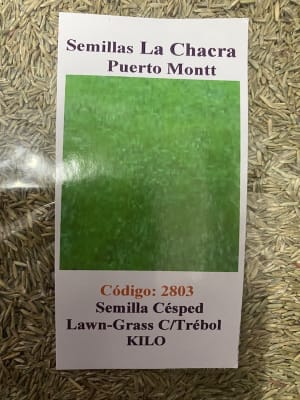 Semillas La Chacra
Puerto Montt
Código: 2803
Semilla Césped
Lawn-Grass C/Trébol
KILO